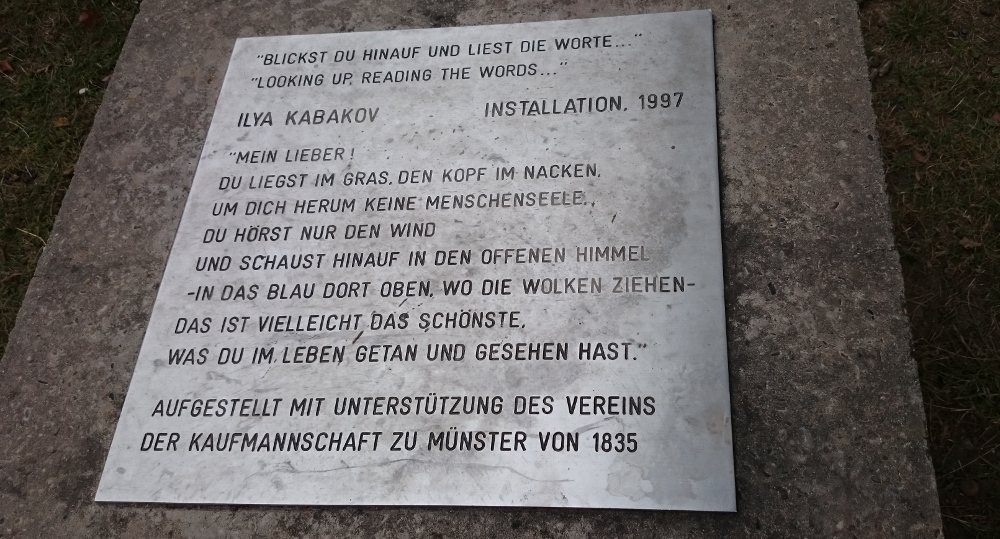 "BLICKST DU HINAUF UND LIEST DIE WORTE..."
"LOOKING UP, READING THE WORDS..."
ILYA KABAKOV INSTALLATION, 1997
"MEIN LIEBER!
DU LIEGST IM GRAS, DEN KOPF IM NACKEN,
UM DICH HERUM KEINE MENSCHENSEELE,
DU HÖRST NUR DEN WIND
UND SCHAUST HINAUF IN DEN OFFENEN HIMMEL
-IN DAS BLAU DORT OBEN, WO DIE WOLKEN ZIEHEN-
DAS IST VIELLEICHT DAS SCHÖNSTE,
WAS DU IM LEBEN GETAN UND GESEHEN HAST."
AUFGESTELLT MIT UNTERSTÜTZUNG DES VEREINS
DER KAUFMANNSCHAFT ZU MÜNSTER VON 1835